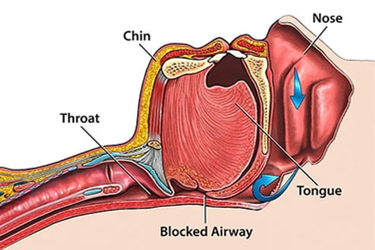 Nose
Chin
Throat
Tongue
Blocked Airway